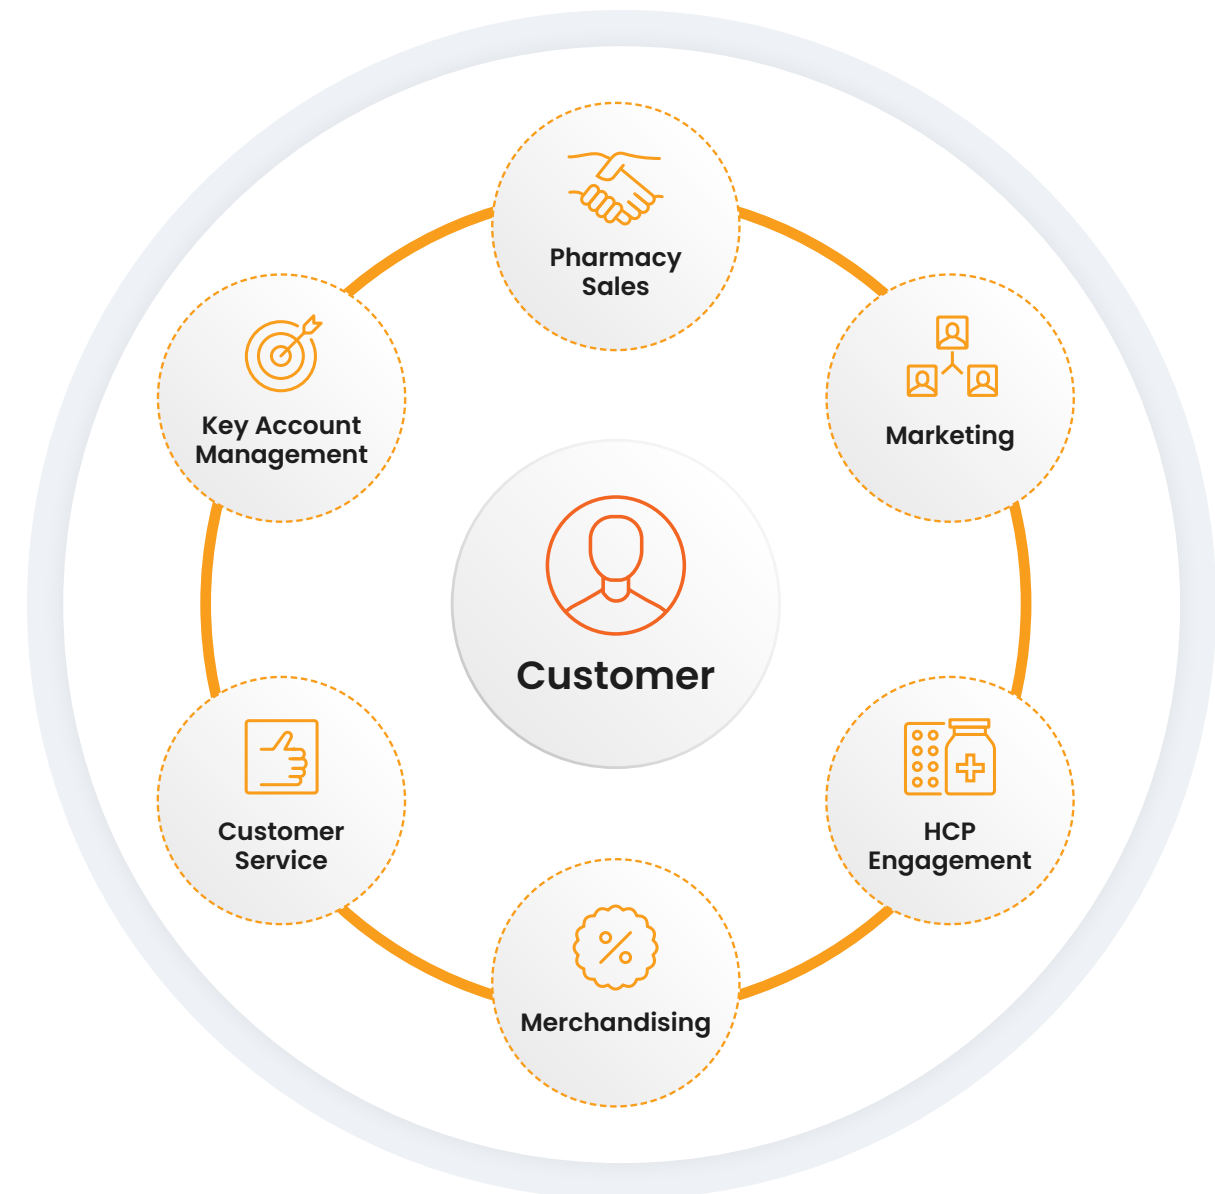 Pharmacy
Sales
Key Account
Management
Marketing
Customer
Customer
Service
HCP
Engagement
Merchandising